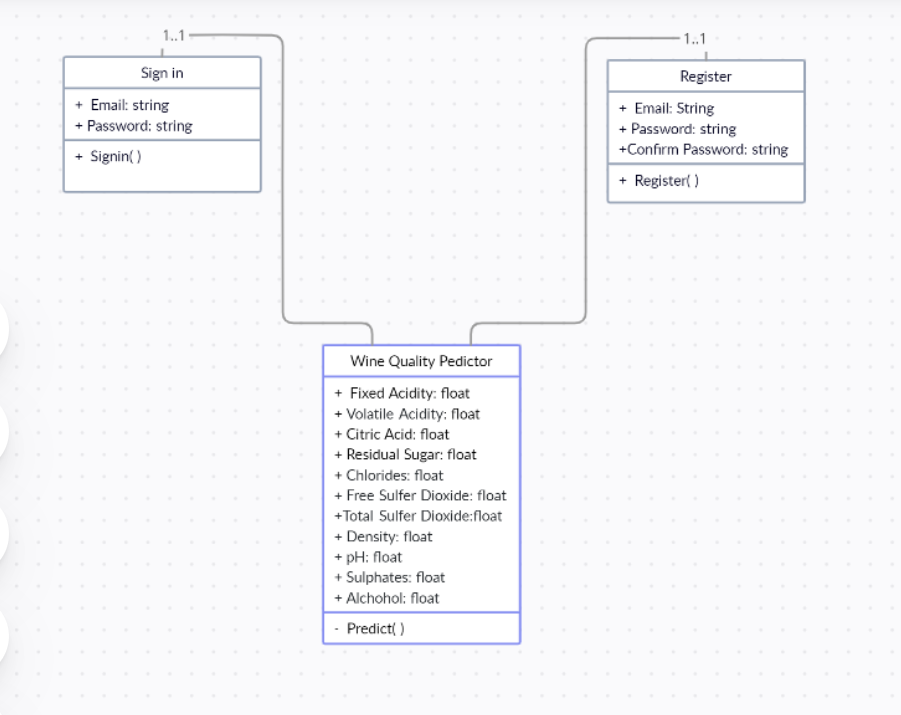 1..1
Sign in
+ Email: string
+ Password: string
+ Signin( )
1..1
Register
+ Email: String
+ Password: string
+Confirm Password: string
+ Register( )
Wine Quality Pedictor
+ Fixed Acidity: float
+ Volatile Acidity: float
+ Citric Acid: float
+ Residual Sugar: float
+ Chlorides: float
+ Free Sulfer Dioxide: float
+Total Sulfer Dioxide:float
+ Density: float
+ pH: float
+ Sulphates: float
+ Alchohol: float
- Predict( )